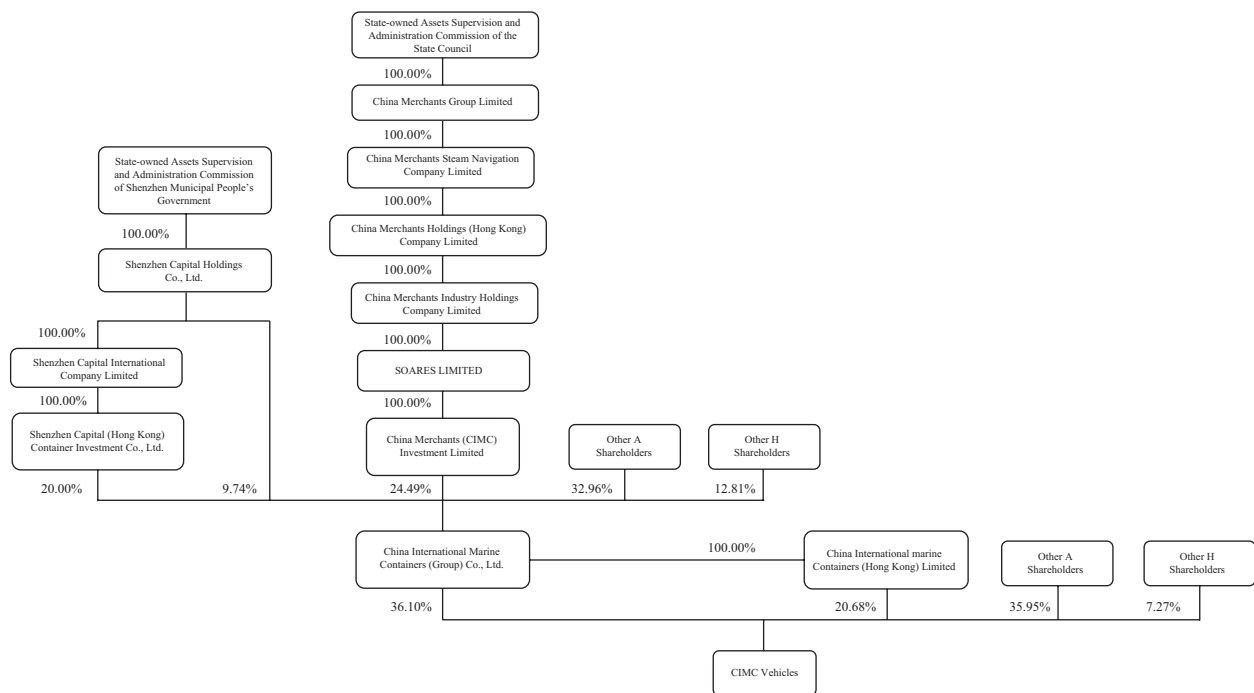 State-owned Assets Supervision and
Administration Commission of the
State Council
100.00%
China Merchants Group Limited
100.00%
State-owned Assets Supervision
and Administration Commission
of Shenzhen Municipal People's
Government
China Merchants Steam Navigation
Company Limited
100.00%
100.00%
China Merchants Holdings (Hong Kong)
Company Limited
Shenzhen Capital Holdings
Co., Ltd.
100.00%
China Merchants Industry Holdings
Company Limited
100.00%
100.00%
Shenzhen Capital International
Company Limited
SOARES LIMITED
100.00%
100.00%
Shenzhen Capital (Hong Kong)
Container Investment Co., Ltd.
China Merchants (CIMC)
Investment Limited
Other A
Shareholders
Other H
Shareholders
20.00%
9.74%
24.49%
32.96%
12.81%
China International Marine
Containers (Group) Co., Ltd.
100.00%
China International marine
Containers (Hong Kong) Limited
Other A
Shareholders
Other H
Shareholders
36.10%
20.68%
35.95%
7.27%
CIMC Vehicles